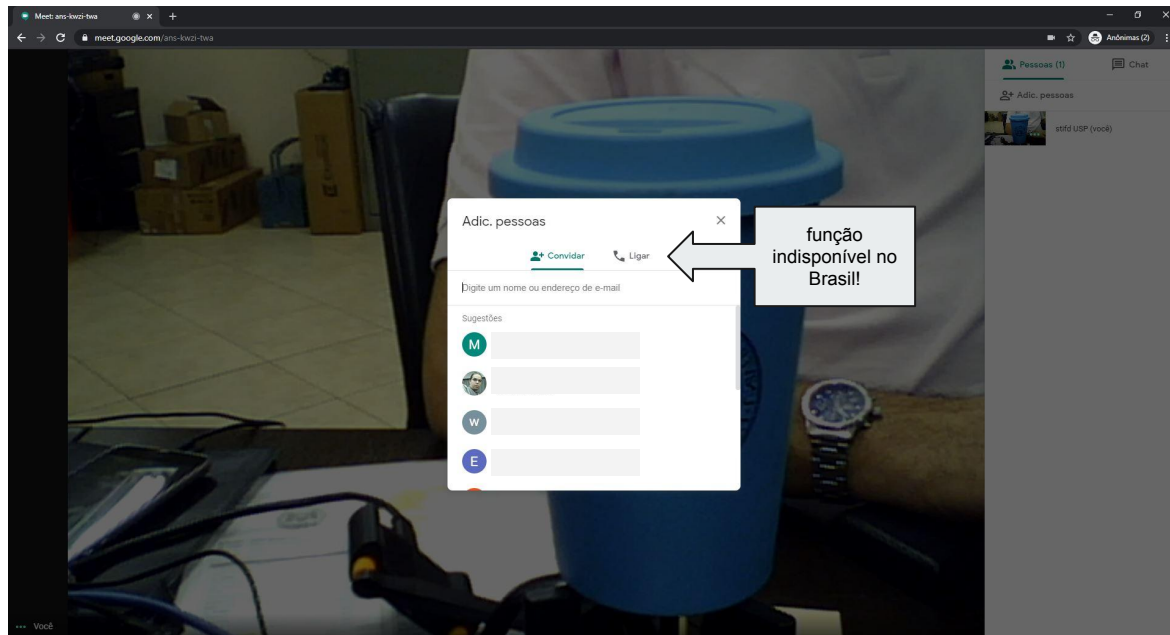 Meet: ans-kwzi-twa
meet.google.com/ans-kwzi-twa
Anônimas (2)
Pessoas (1)
Chat
Adic. pessoas
stifd USP (você)
Adic. pessoas
Convidar
Ligar
função
indisponível no
Brasil!
Digite um nome ou endereço de e-mail
Sugestões
M
W
E
Você